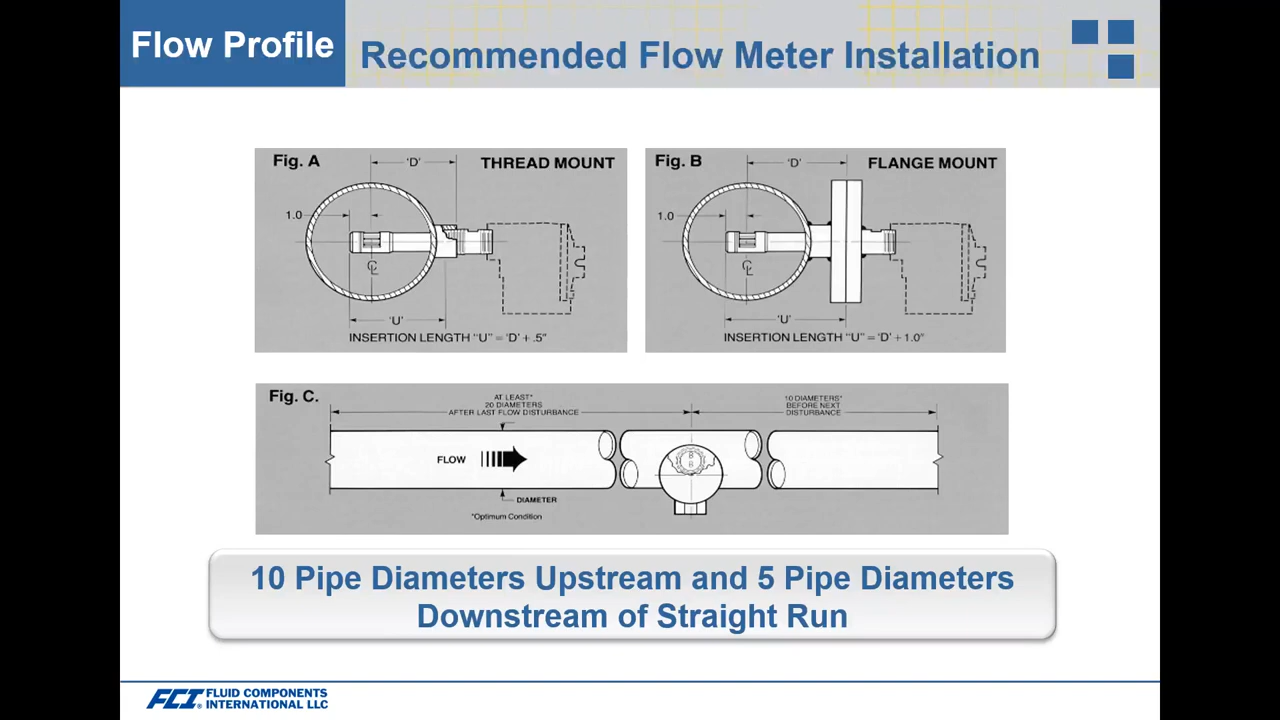 Flow Profile
Recommended Flow Meter Installation
Fig. A
'D'
THREAD MOUNT
1.0
C
L
'U'
INSERTION LENGTH "U" = 'D' + .5"
Fig. B
'D'
FLANGE MOUNT
1.0
C
L
'U'
INSERTION LENGTH "U" = 'D' + 1.0"
Fig. C.
AT LEAST*
20 DIAMETERS
AFTER LAST FLOW DISTURBANCE
10 DIAMETERS*
BEFORE NEXT
DISTURBANCE
FLOW
DIAMETER
*Optimum Condition
10 Pipe Diameters Upstream and 5 Pipe Diameters
Downstream of Straight Run
FCI® FLUID COMPONENTS
INTERNATIONAL LLC